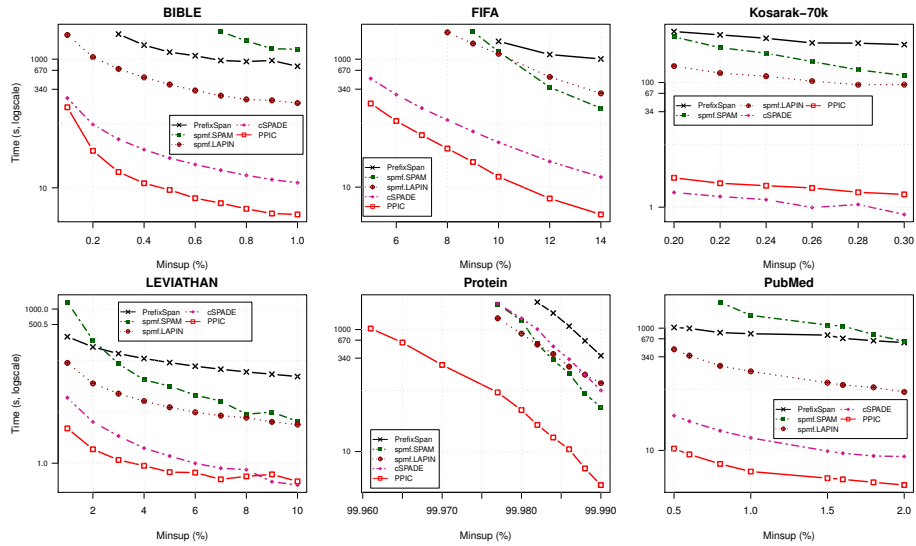 BIBLE
Time (s, logscale)
1000
670
340
10
PrefixSpan
spmf.SPAM
spmf.LAPIN
cSPADE
PPIC
0.2
0.4
0.6
0.8
1.0
Minsup (%)
FIFA
1000
670
340
10
PrefixSpan
spmf.SPAM
spmf.LAPIN
cSPADE
PPIC
6
8
10
12
14
Minsup (%)
Kosarak−70k
100
67
34
1
PrefixSpan
spmf.SPAM
spmf.LAPIN
cSPADE
PPIC
0.20
0.22
0.24
0.26
0.28
0.30
Minsup (%)
LEVIATHAN
Time (s, logscale)
1000.0
500.5
1.0
PrefixSpan
spmf.SPAM
spmf.LAPIN
cSPADE
PPIC
2
4
6
8
10
Minsup (%)
Protein
1000
670
340
10
PrefixSpan
spmf.SPAM
spmf.LAPIN
cSPADE
PPIC
99.960
99.970
99.980
99.990
Minsup (%)
PubMed
1000
670
340
10
PrefixSpan
spmf.SPAM
spmf.LAPIN
cSPADE
PPIC
0.5
1.0
1.5
2.0
Minsup (%)